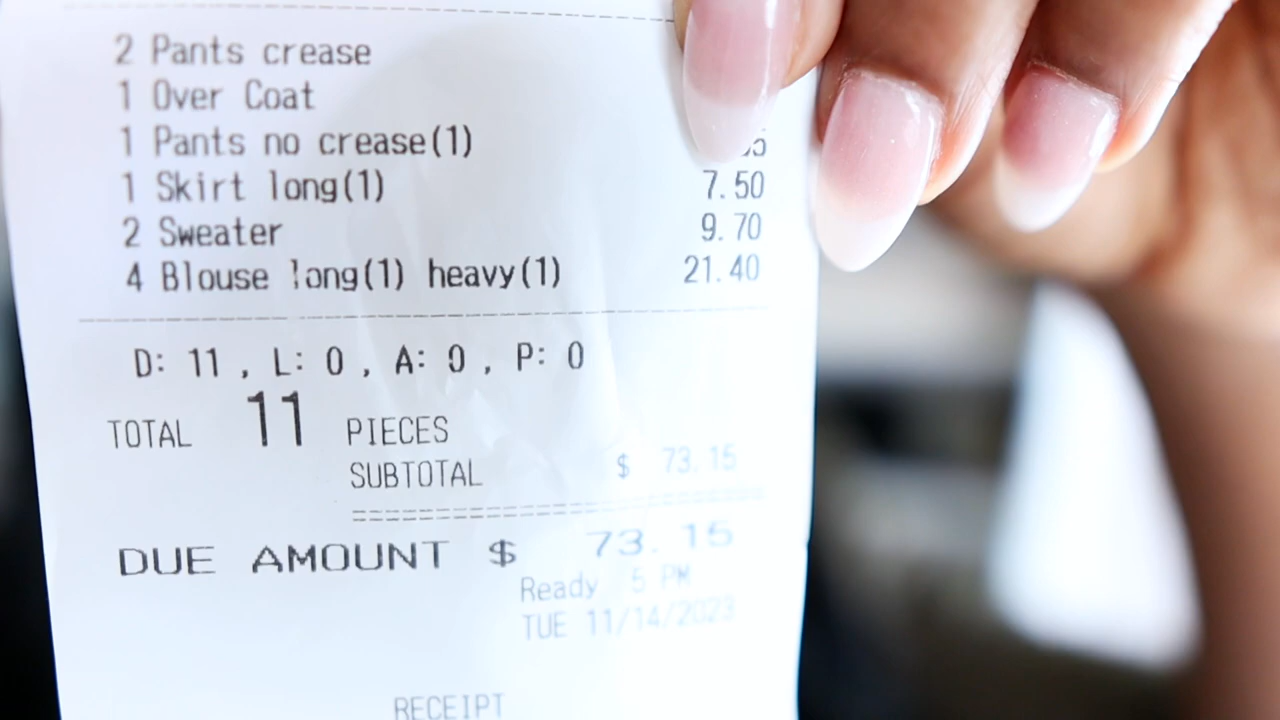 2 Pants crease
1 Over Coat
1 Pants no crease(1)
1 Skirt long(1) 7.50
2 Sweater 9.70
4 Blouse long(1) heavy(1) 21.40
D: 11 , L: 0 , A: 0 , P: 0
TOTAL 11 PIECES
SUBTOTAL $ 73.15
DUE AMOUNT $ 73.15
Ready 5 PM
TUE 11/14/2023
RECEIPT